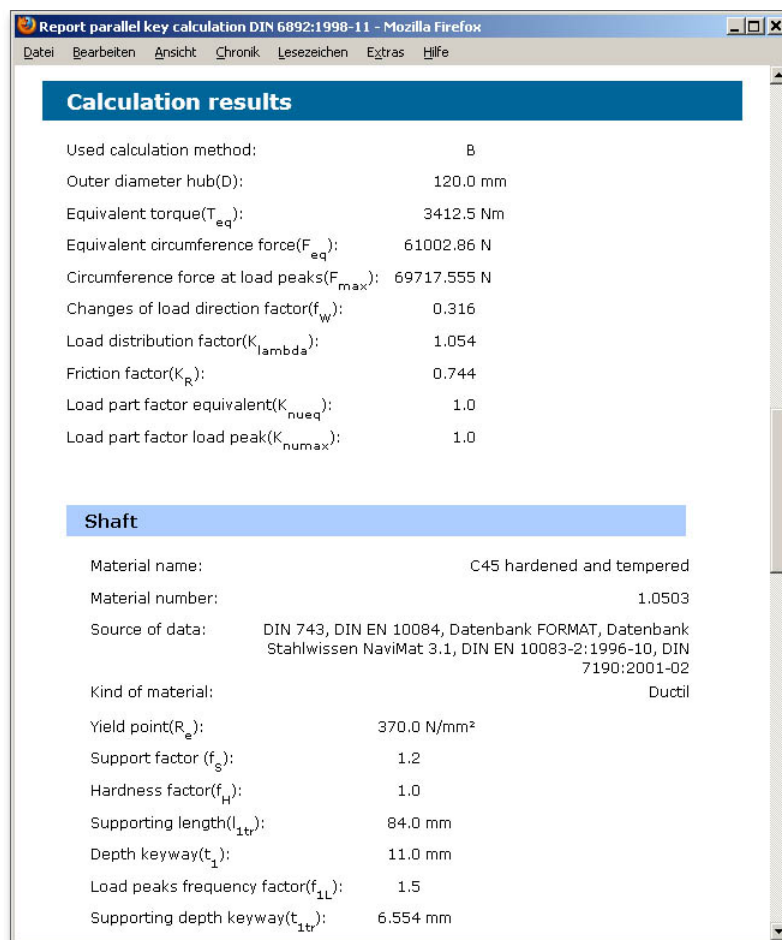 Report parallel key calculation DIN 6892:1998-11 - Mozilla Firefox
Datei Bearbeiten Ansicht Chronik Lesezeichen Extras Hilfe
Calculation results
Used calculation method: B
Outer diameter hub(D): 120.0 mm
Equivalent torque(Teq): 3412.5 Nm
Equivalent circumference force(Feq): 61002.86 N
Circumference force at load peaks(Fmax): 69717.555 N
Changes of load direction factor(fW): 0.316
Load distribution factor(Klambda): 1.054
Friction factor(KR): 0.744
Load part factor equivalent(Knueq): 1.0
Load part factor load peak(Knumax): 1.0
Shaft
Material name: C45 hardened and tempered
Material number: 1.0503
Source of data: DIN 743, DIN EN 10084, Datenbank FORMAT, Datenbank
Stahlwissen NaviMat 3.1, DIN EN 10083-2:1996-10, DIN
7190:2001-02
Kind of material: Ductil
Yield point(Re): 370.0 N/mm²
Support factor (fS): 1.2
Hardness factor(fH): 1.0
Supporting length(l1tr): 84.0 mm
Depth keyway(t1): 11.0 mm
Load peaks frequency factor(f1L): 1.5
Supporting depth keyway(t1tr): 6.554 mm